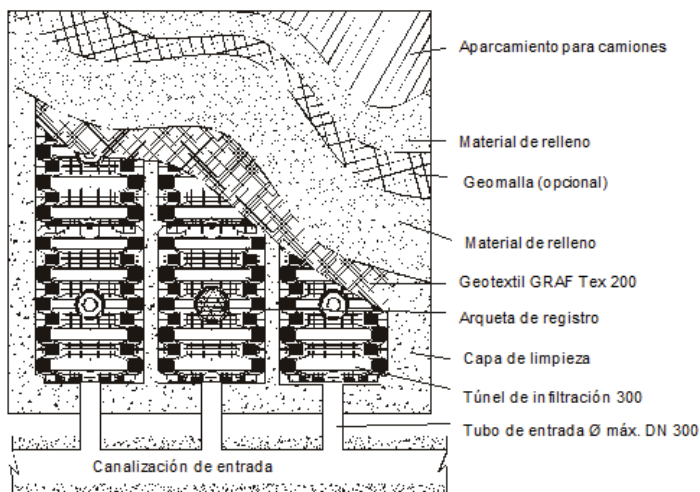 Aparcamiento para camiones
Material de relleno
Geomalla (opcional)
Material de relleno
Geotextil GRAF Tex 200
Arqueta de registro
Capa de limpieza
Túnel de infiltración 300
Tubo de entrada Ø máx. DN 300
Canalización de entrada